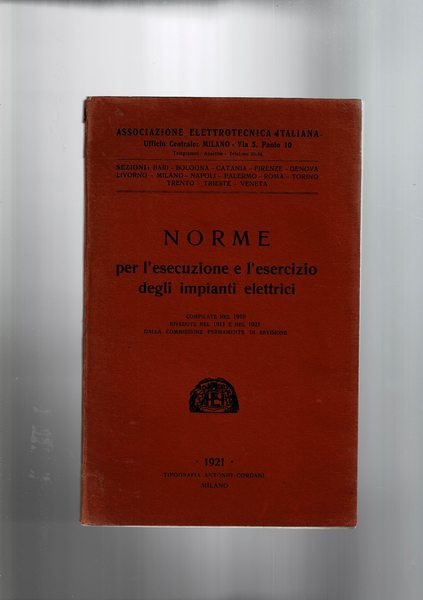 ASSOCIAZIONE ELETTROTECNICA ITALIANA
Ufficio Centrale: MILANO - Via S. Paolo 10
SEZIONI: BARI - BOLOGNA - CATANIA - FIRENZE - GENOVA
LIVORNO - MILANO - NAPOLI - PALERMO - ROMA - TORINO
TRENTO - TRIESTE - VENETA
NORME
per l'esecuzione e l'esercizio
degli impianti elettrici
COMPILATE NEL 1910
RIVEDUTE NEL 1911 E NEL 1921
DALLA COMMISSIONE PERMANENTE DI REVISIONE
· 1921 ·
TIPOGRAFIA ANTONIO CORDANI
MILANO